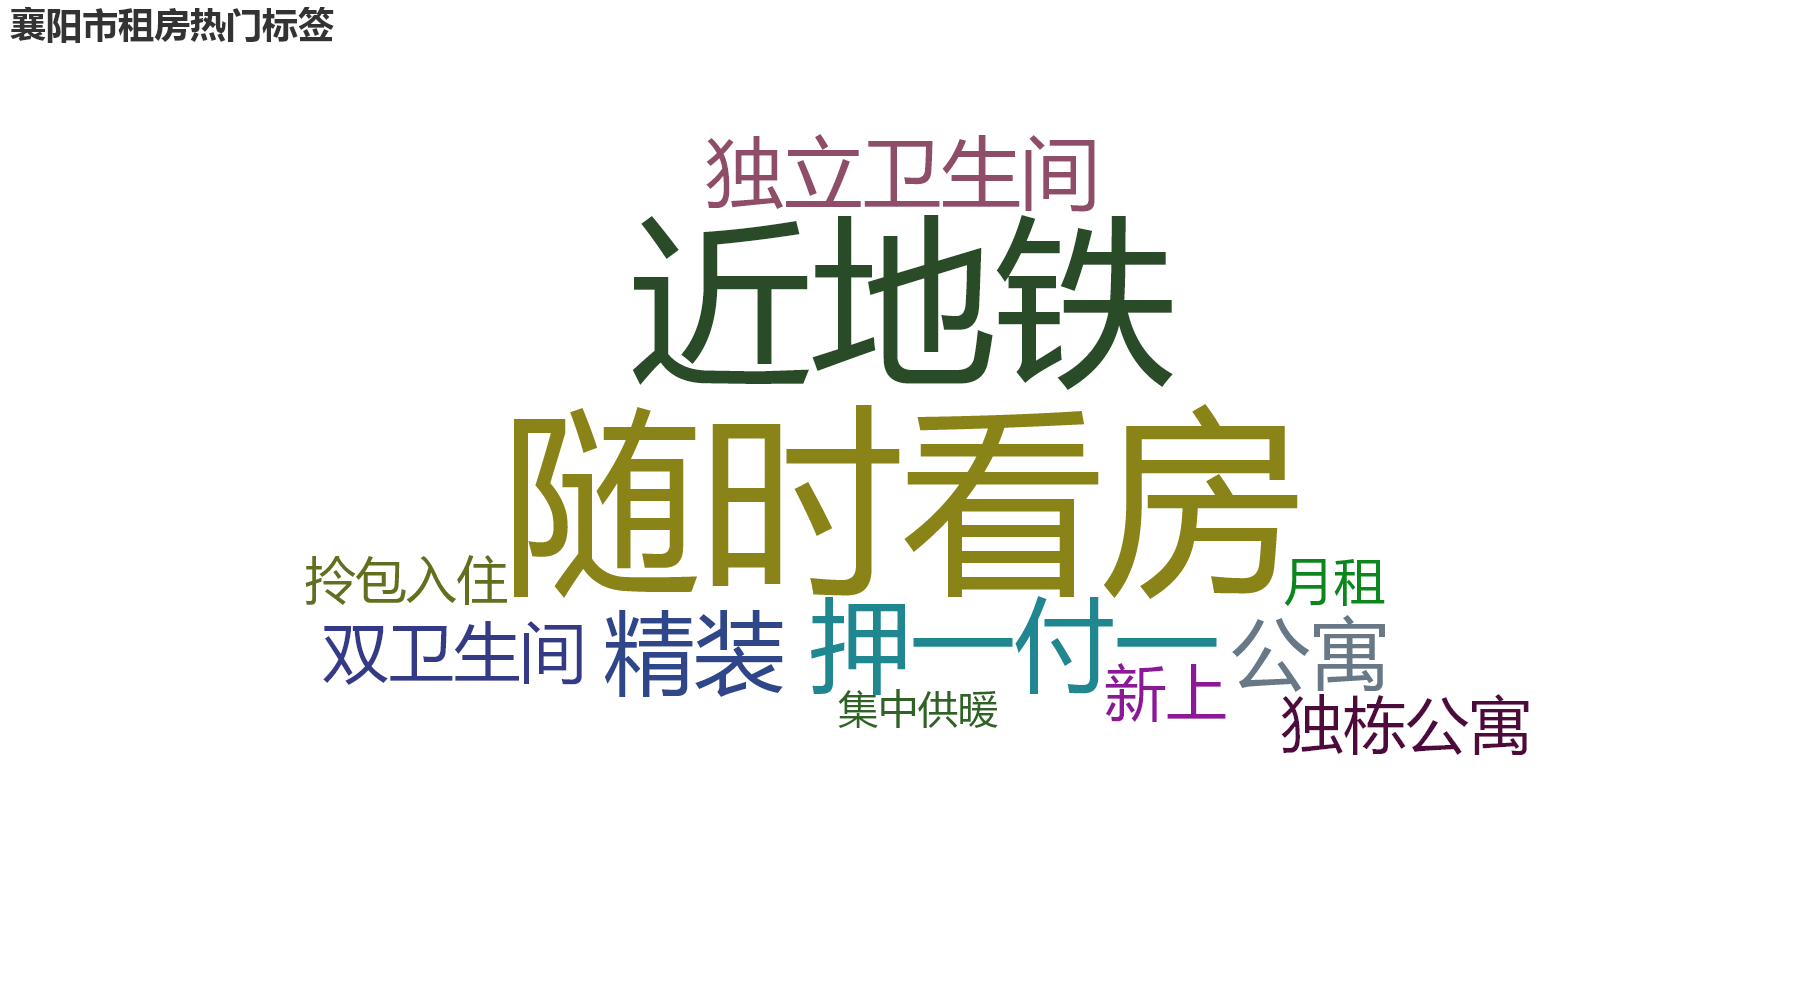 襄阳市租房热门标签
独立卫生间
近地铁
随时看房
拎包入住
月租
双卫生间
精装
押一付一
公寓
新上
集中供暖
独栋公寓